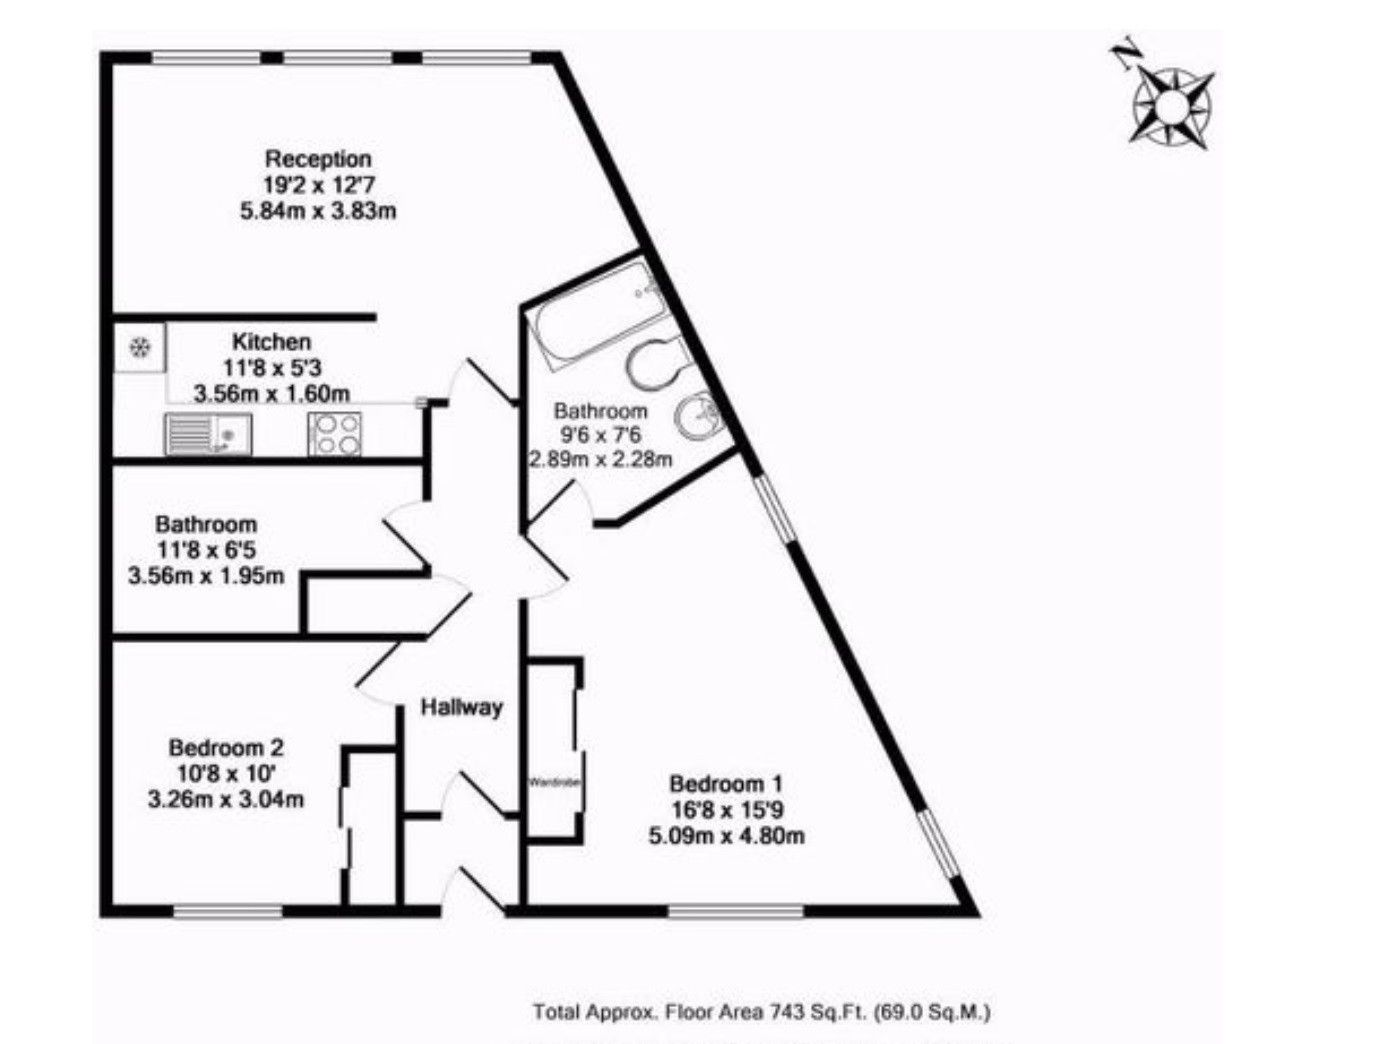 N
Reception
19'2 x 12'7
5.84m x 3.83m
Kitchen
11'8 x 5'3
3.56m x 1.60m
Bathroom
9'6 x 7'6
2.89m x 2.28m
Bathroom
11'8 x 6'5
3.56m x 1.95m
Hallway
Bedroom 2
10'8 x 10'
3.26m x 3.04m
Wardrobe
Bedroom 1
16'8 x 15'9
5.09m x 4.80m
Total Approx. Floor Area 743 Sq.Ft. (69.0 Sq.M.)